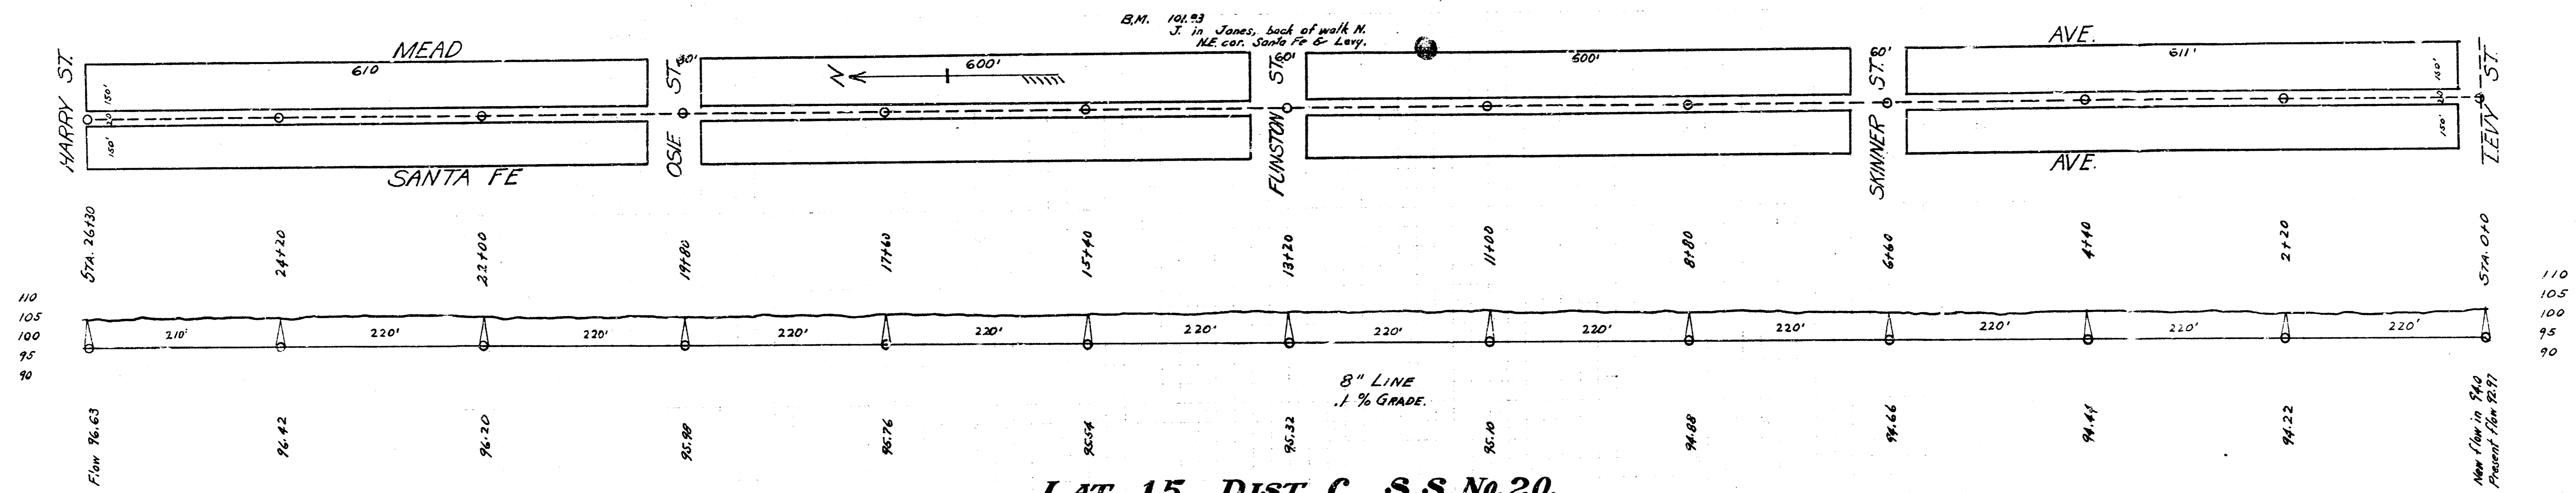 B.M. 101.93
J. in Jones, back of walk N.
N.E. cor. Santa Fe & Levy.
MEAD AVE.
HARRY ST.
610
150'
20'
150'
OSIE ST.
600'
N
FUNSTON ST.
60'
600'
SKINNER ST.
60'
611'
150'
20'
150'
LEVY ST.
SANTA FE AVE.
STA. 26+30
24+20
22+00
19+80
17+60
15+40
13+20
11+00
8+80
6+60
4+40
2+20
STA. 0+0
110
105
100
95
90
210'
220'
220'
220'
220'
220'
220'
220'
220'
220'
220'
220'
110
105
100
95
90
8" LINE
.1 % GRADE.
Flow 96.63
96.42
96.20
95.98
95.76
95.54
95.32
95.10
94.88
94.66
94.44
94.22
New flow in 94.0
Present flow 92.97
LAT. 15, DIST. C, S.S. No. 20.